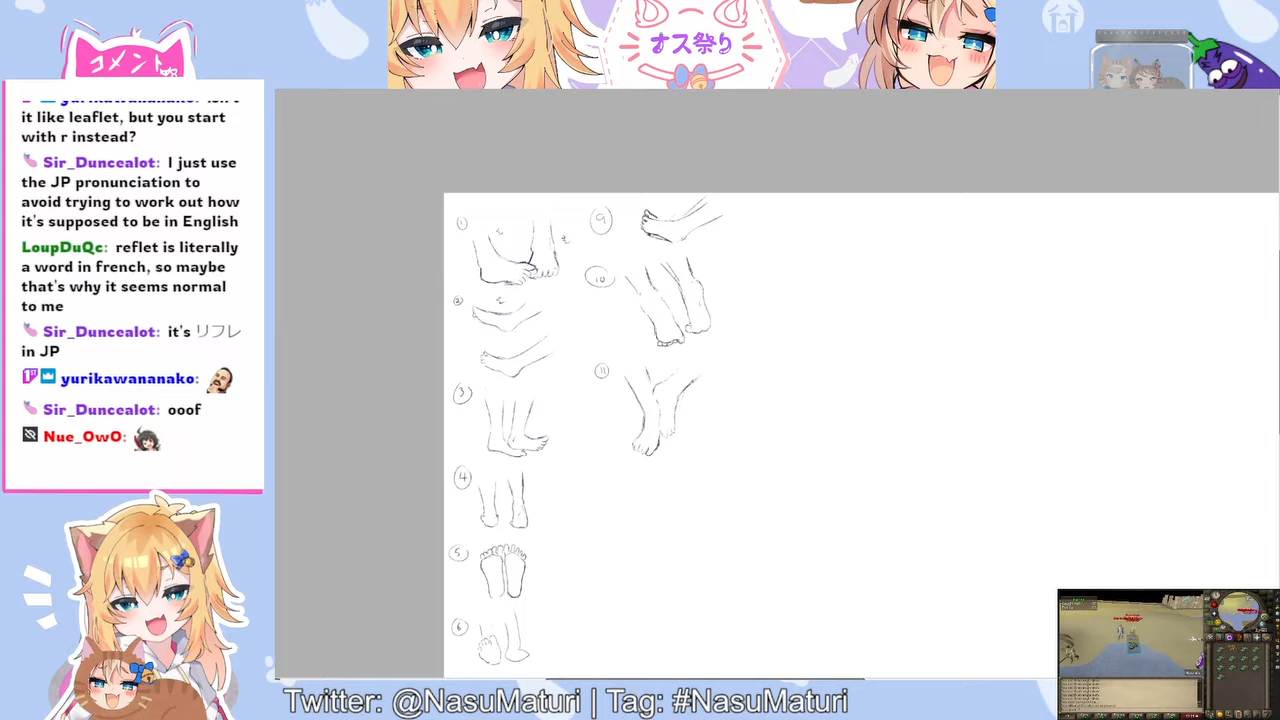 コメント
オス祭り
yurikawananako: isn't
it like leaflet, but you start
with r instead?
Sir_Duncealot: I just use
the JP pronunciation to
avoid trying to work out how
it's supposed to be in English
LoupDuQc: reflet is literally
a word in french, so maybe
that's why it seems normal
to me
Sir_Duncealot: it's リフレ
in JP
yurikawananako:
Sir_Duncealot: ooof
Nue_OwO:
1
2
3
4
5
6
9
10
11
Twitter @NasuMaturi | Tag: #NasuMaturi